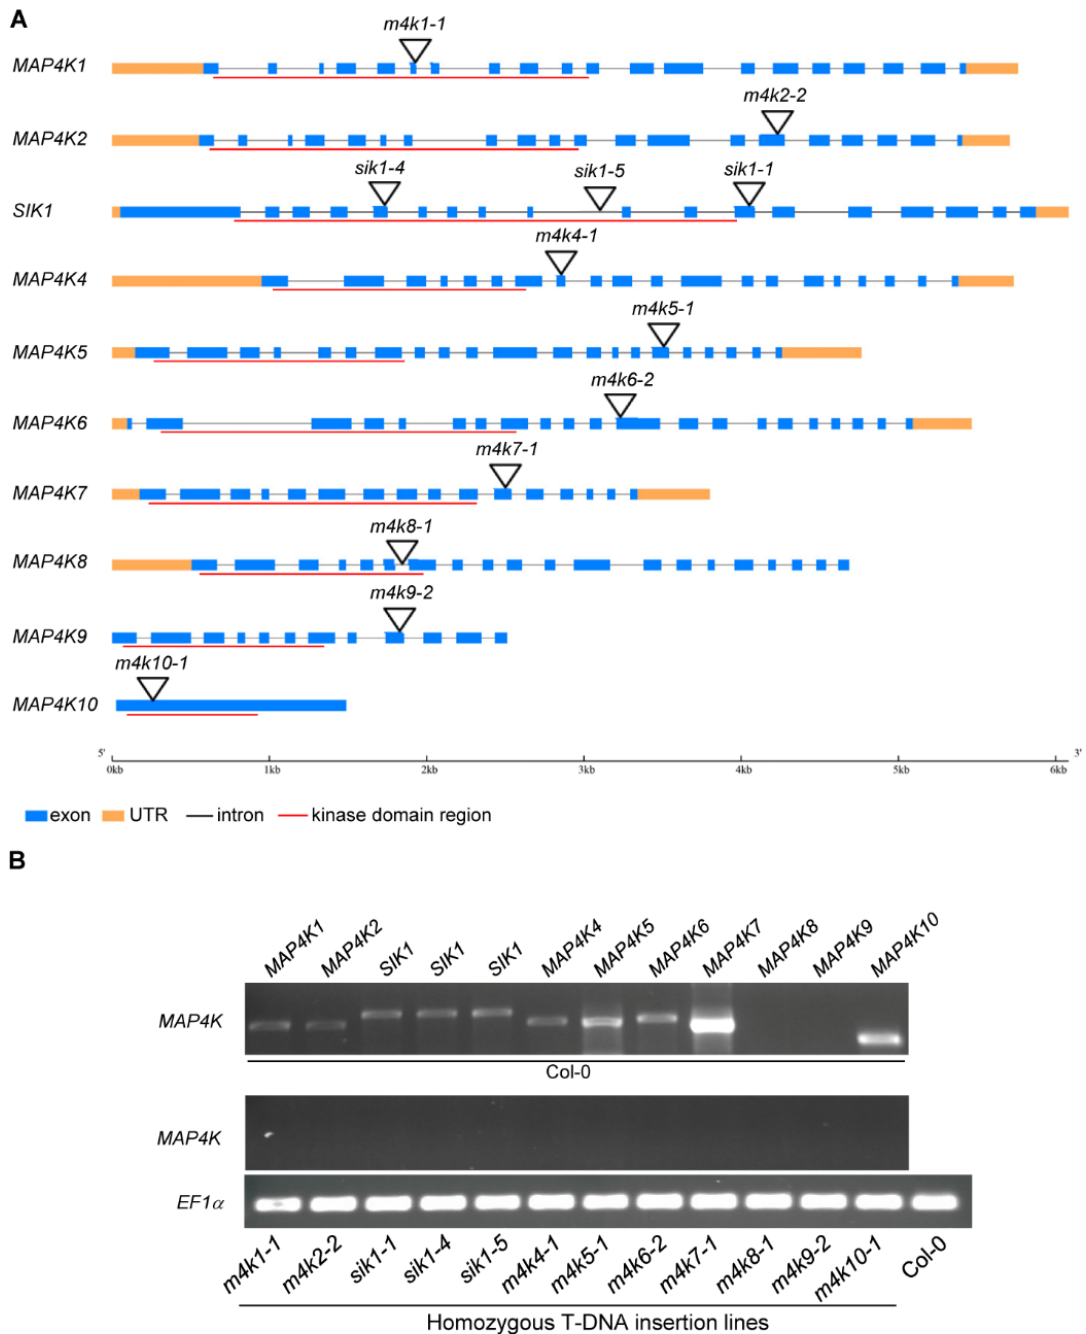 A
m4k1-1
MAP4K1
m4k2-2
MAP4K2
sik1-4 sik1-5 sik1-1
SIK1
m4k4-1
MAP4K4
m4k5-1
MAP4K5
m4k6-2
MAP4K6
m4k7-1
MAP4K7
m4k8-1
MAP4K8
m4k9-2
MAP4K9
m4k10-1
MAP4K10
5' 3'
0kb 1kb 2kb 3kb 4kb 5kb 6kb
exon UTR intron kinase domain region
B
MAP4K1 MAP4K2 SIK1 SIK1 SIK1 MAP4K4 MAP4K5 MAP4K6 MAP4K7 MAP4K8 MAP4K9 MAP4K10
MAP4K
Col-0
MAP4K
EF1α
m4k1-1 m4k2-2 sik1-1 sik1-4 sik1-5 m4k4-1 m4k5-1 m4k6-2 m4k7-1 m4k8-1 m4k9-2 m4k10-1 Col-0
Homozygous T-DNA insertion lines